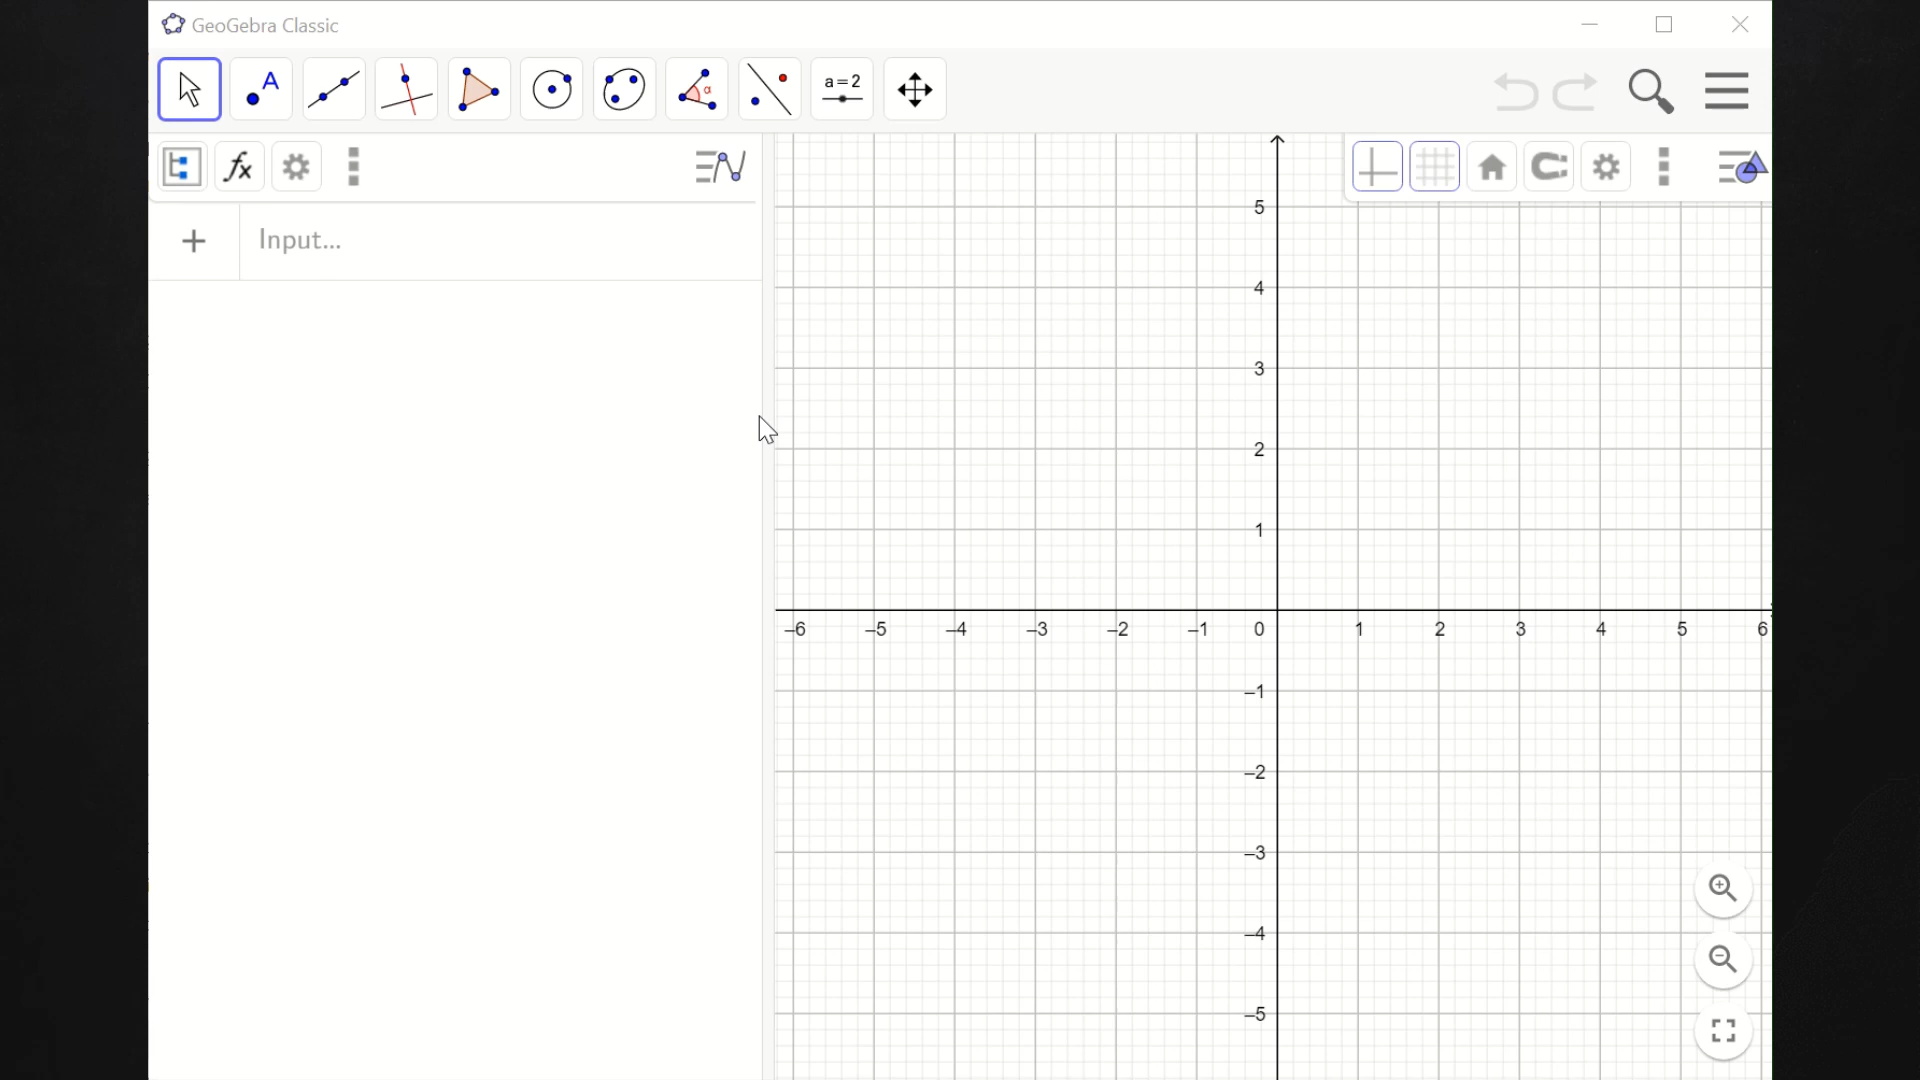 GeoGebra Classic
A
α
a=2
fx
Input...
5
4
3
2
1
–6 –5 –4 –3 –2 –1 0 1 2 3 4 5 6
–1
–2
–3
–4
–5